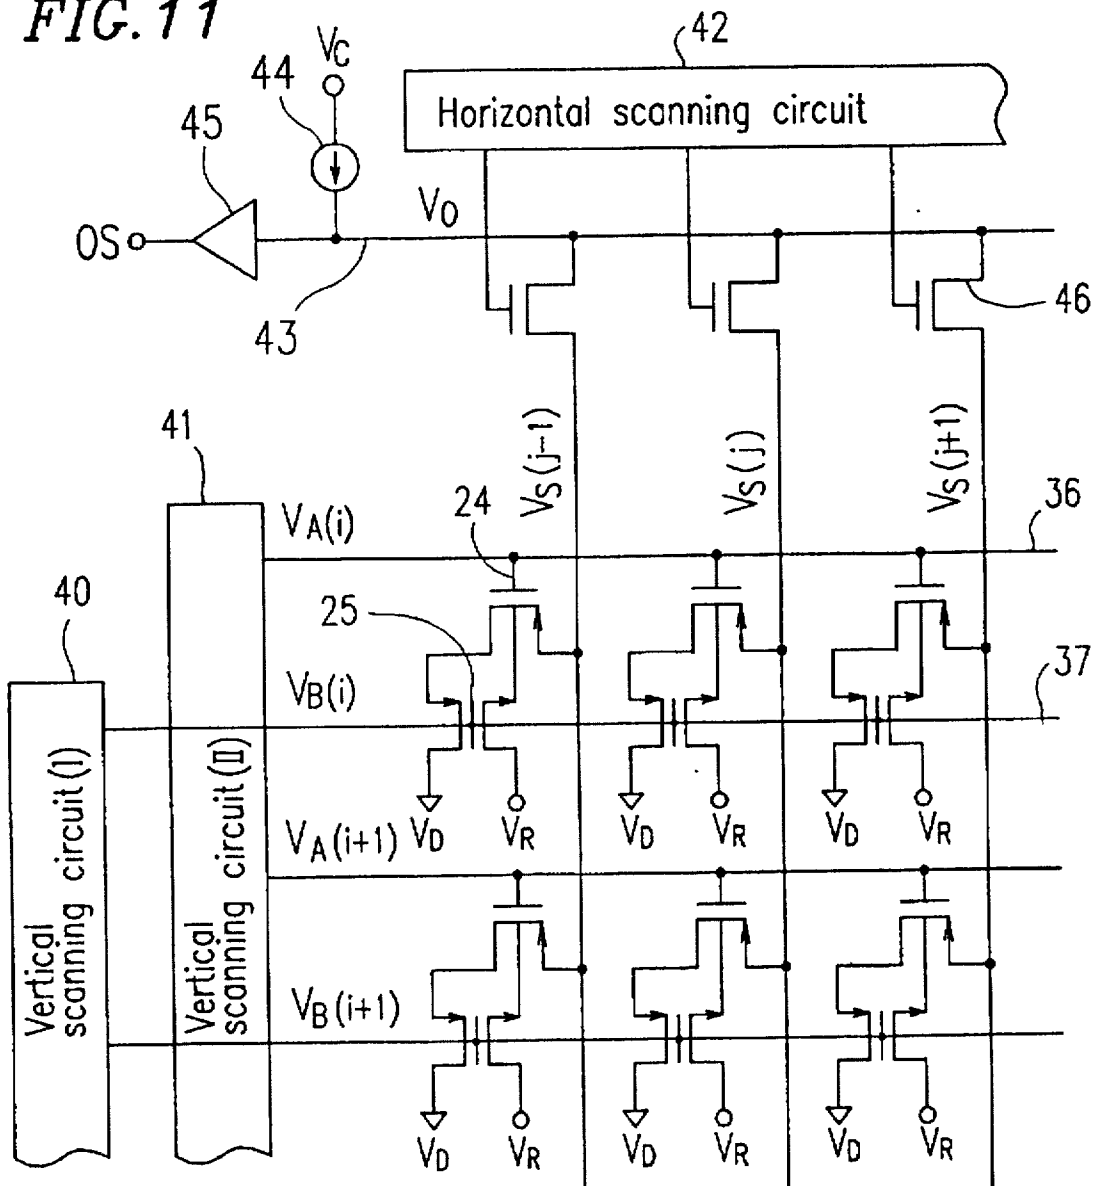 FIG. 11
42
VC
44
Horizontal scanning circuit
45
VO
OS
46
43
VS(j-1)
VS(j)
VS(j+1)
41
24
36
VA(i)
40
25
37
VB(i)
VD
VR
VD
VR
VD
VR
VA(i+1)
Vertical
scanning circuit(I)
Vertical
scanning circuit(II)
VB(i+1)
VD
VR
VD
VR
VD
VR